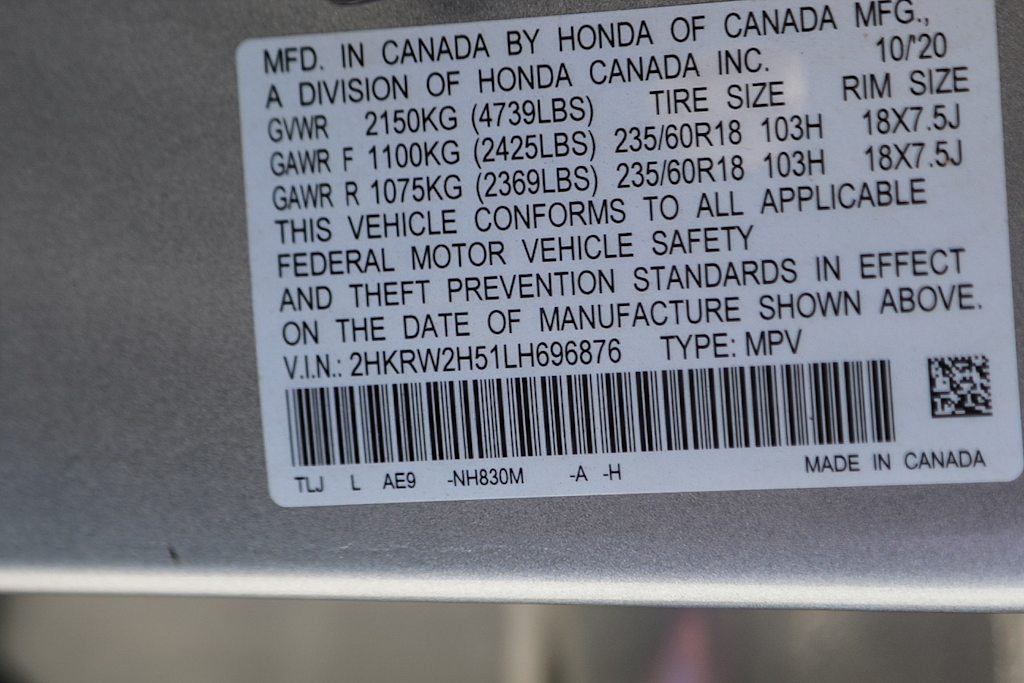 MFD. IN CANADA BY HONDA OF CANADA MFG.,
A DIVISION OF HONDA CANADA INC. 10/'20
GVWR 2150KG (4739LBS) TIRE SIZE RIM SIZE
GAWR F 1100KG (2425LBS) 235/60R18 103H 18X7.5J
GAWR R 1075KG (2369LBS) 235/60R18 103H 18X7.5J
THIS VEHICLE CONFORMS TO ALL APPLICABLE
FEDERAL MOTOR VEHICLE SAFETY
AND THEFT PREVENTION STANDARDS IN EFFECT
ON THE DATE OF MANUFACTURE SHOWN ABOVE.
V.I.N.: 2HKRW2H51LH696876 TYPE: MPV
TLJ L AE9 -NH830M -A -H MADE IN CANADA